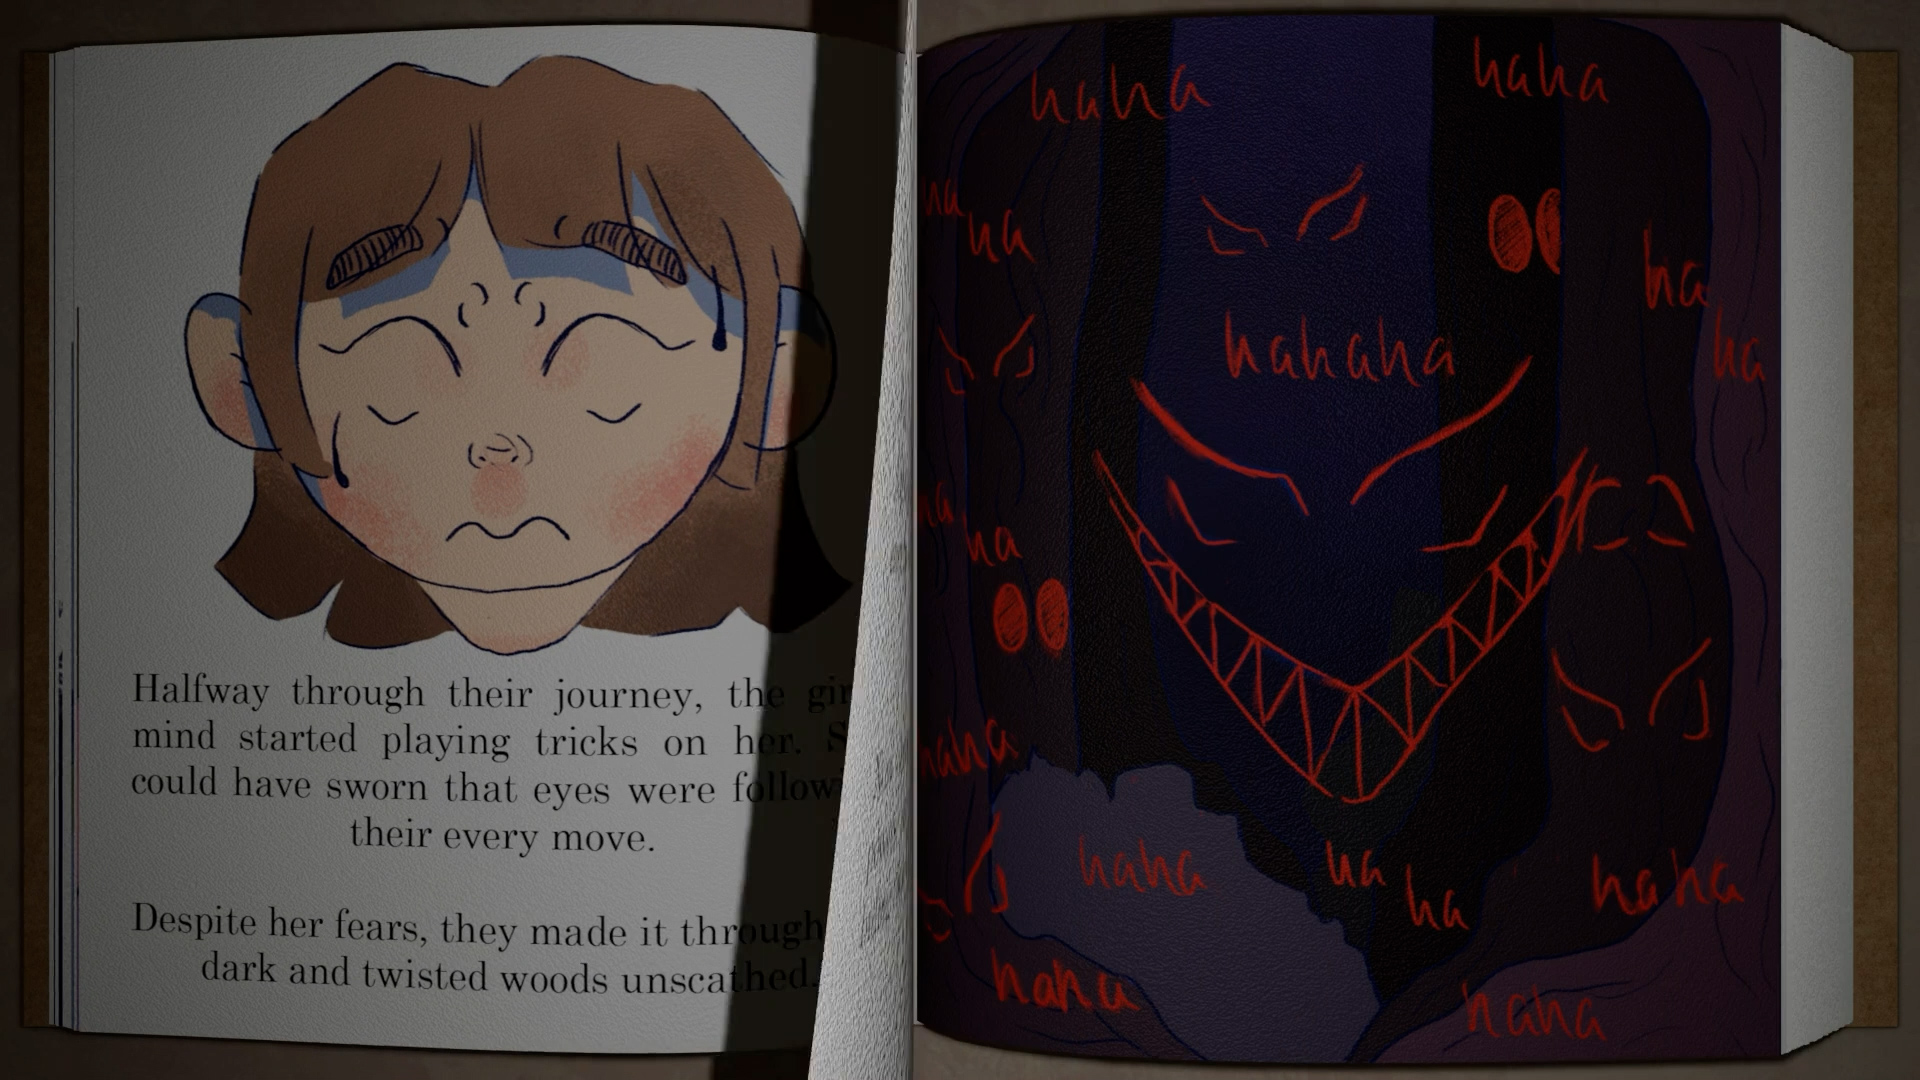 Halfway through their journey, the
mind started playing tricks on her.
could have sworn that eyes were
their every move.
Despite her fears, they made it through
dark and twisted woods unscathed.
haha
haha
ha
ha
ha
ha
hahaha
ha
ha
ha
haha
haha
ha
ha
haha
haha
haha